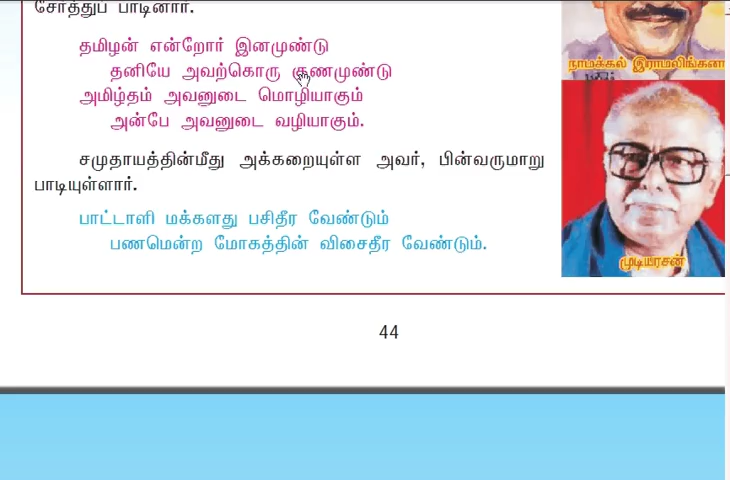 சேர்த்துப் பாடினார்.
தமிழன் என்றோர் இனமுண்டு
தனியே அவற்கொரு குணமுண்டு
அமிழ்தம் அவனுடை மொழியாகும்
அன்பே அவனுடை வழியாகும்.
சமுதாயத்தின்மீது அக்கறையுள்ள அவர், பின்வருமாறு
பாடியுள்ளார்.
பாட்டாளி மக்களது பசிதீர வேண்டும்
பணமென்ற மோகத்தின் விசைதீர வேண்டும்.
நாமக்கல் இராமலிங்கனா
முடியரசன்
44